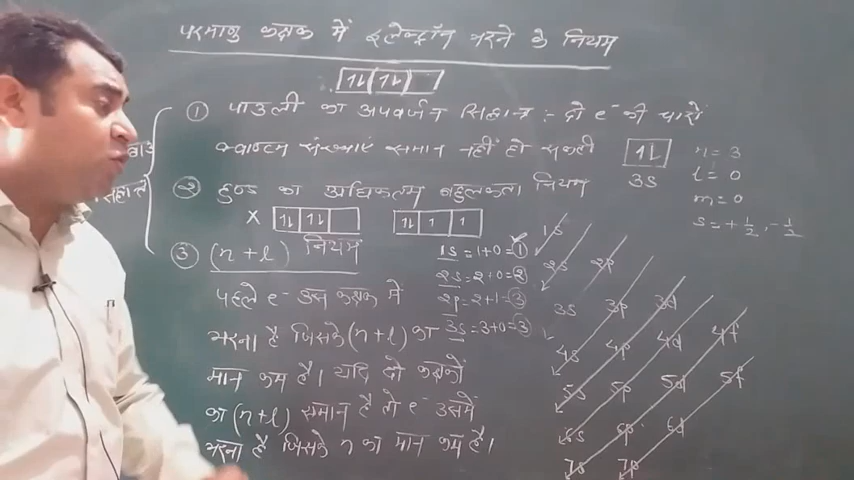 परमाणु कक्षक में इलेक्ट्रॉन भरने के नियम
1↓ 1↓
① पाउली का अपवर्जन सिद्धान्त :- दो e⁻ की चारों
क्वाण्टम संख्याएं समान नहीं हो सकती
1↓
3s
n = 3
l = 0
m = 0
s = +½, -½
② हुण्ड का अधिकतम बहुलकता नियम
× 1↓ 1↓
1↓ 1 1
③ (n + l) नियम
पहले e⁻ उस कक्षक में
भरना है जिसके (n + l) का
मान कम है। यदि दो कक्षकों
का (n + l) समान है तो e⁻ उसमें
भरना है जिसके n का मान कम है।
1s = 1+0 = ①
2s = 2+0 = ②
2p = 2+1 = ③
3s = 3+0 = ③
1s
2s 2p
3s 3p 3d
4s 4p 4d 4f
5s 5p 5d 5f
6s 6p 6d
7s 7p